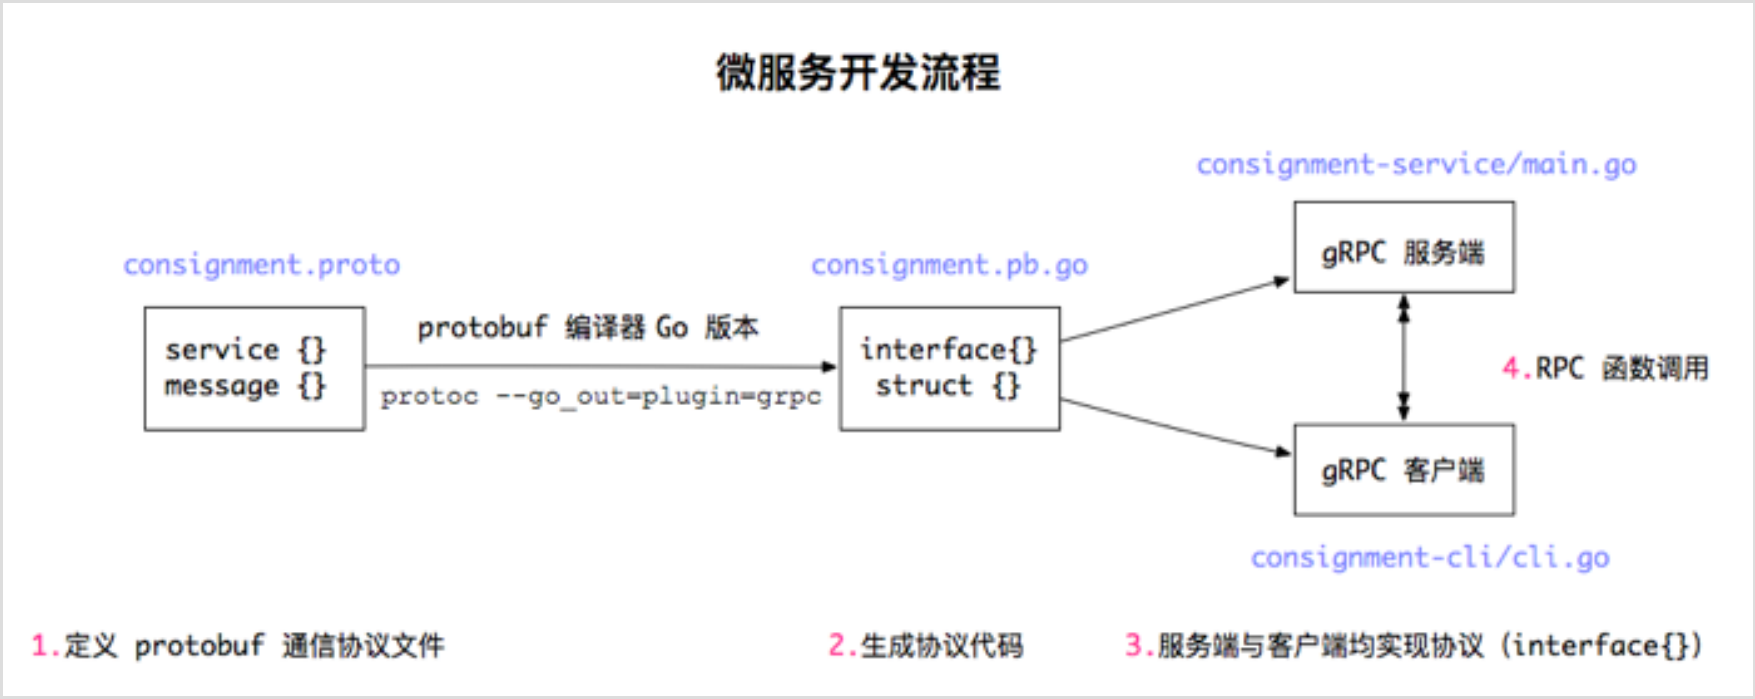 微服务开发流程
consignment-service/main.go
gRPC 服务端
consignment.proto
consignment.pb.go
service {}
message {}
protobuf 编译器 Go 版本
protoc --go_out=plugin=grpc
interface{}
struct {}
4.RPC 函数调用
gRPC 客户端
consignment-cli/cli.go
1.定义 protobuf 通信协议文件
2.生成协议代码
3.服务端与客户端均实现协议 (interface{})